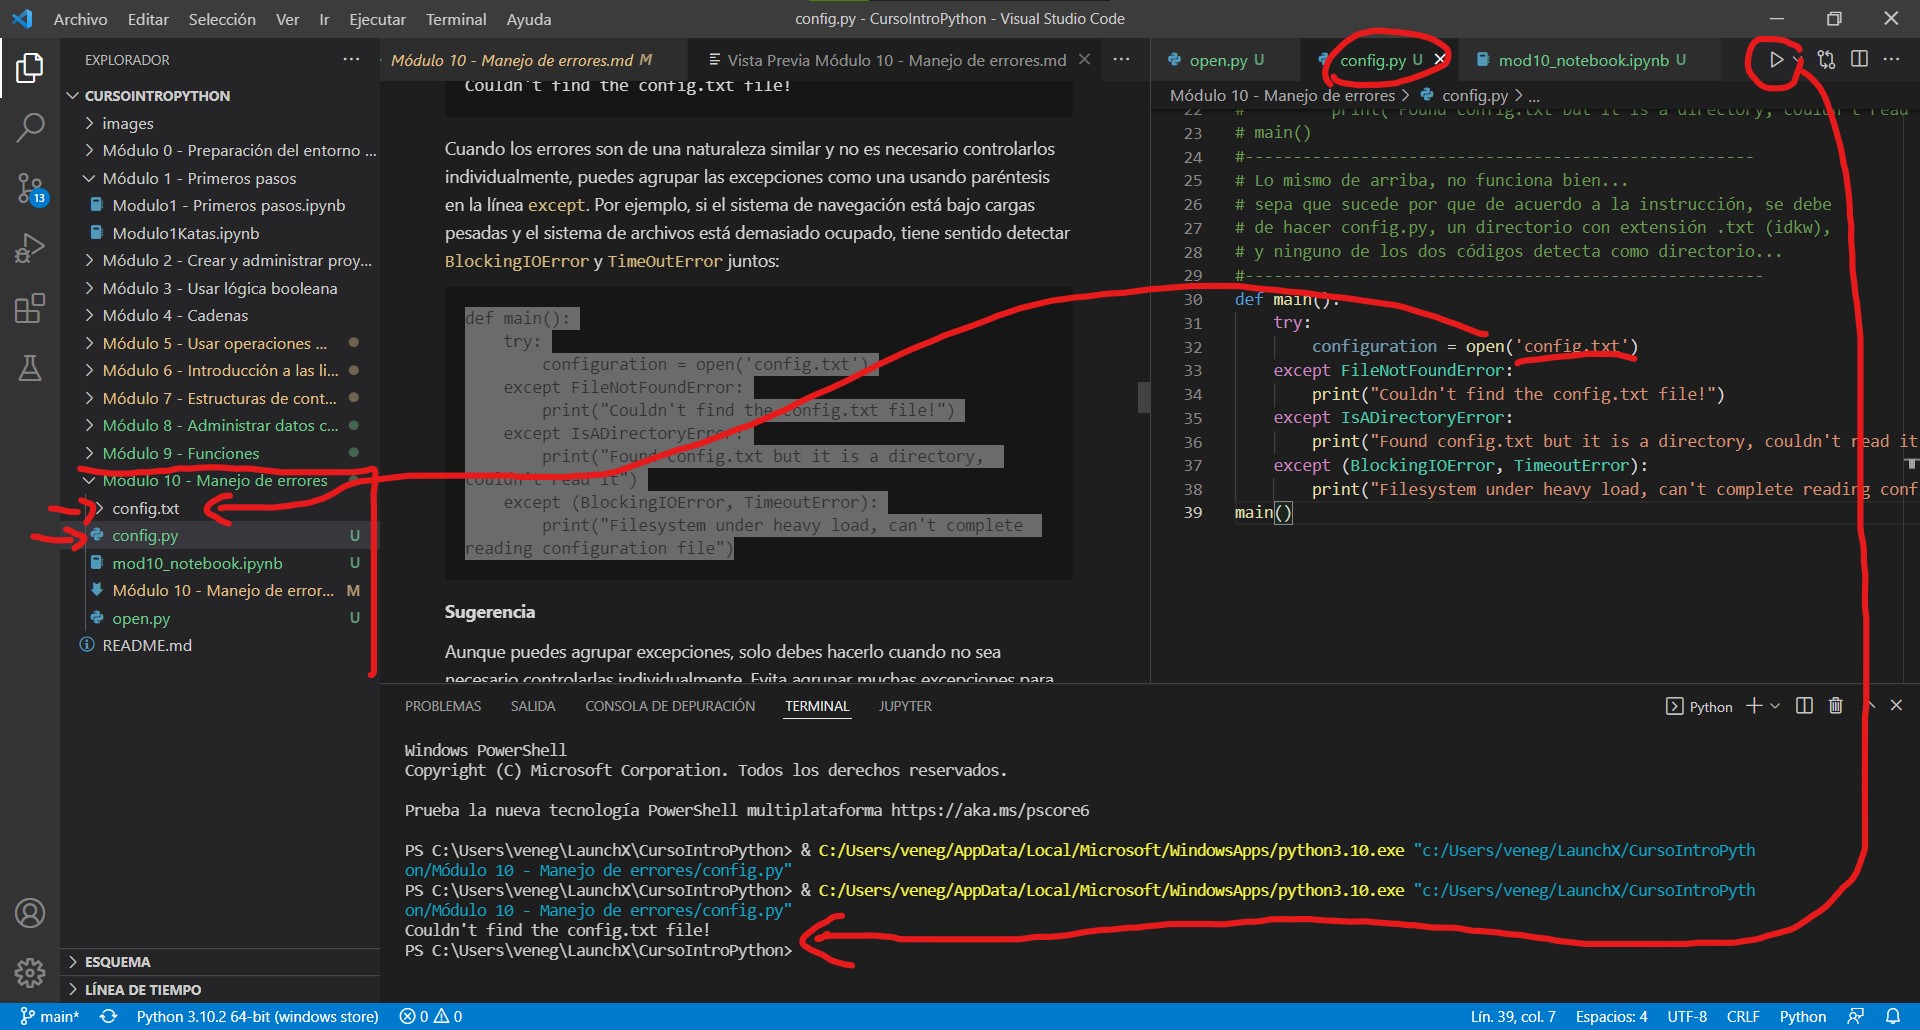 Archivo Editar Selección Ver Ir Ejecutar Terminal Ayuda
config.py - CursoIntroPython - Visual Studio Code
EXPLORADOR
CURSOINTROPYTHON
images
Módulo 0 - Preparación del entorno ...
Módulo 1 - Primeros pasos
Modulo1 - Primeros pasos.ipynb
Modulo1Katas.ipynb
Módulo 2 - Crear y administrar proy...
Módulo 3 - Usar lógica booleana
Módulo 4 - Cadenas
Módulo 5 - Usar operaciones ...
Módulo 6 - Introducción a las li...
Módulo 7 - Estructuras de cont...
Módulo 8 - Administrar datos c...
Módulo 9 - Funciones
Módulo 10 - Manejo de errores
config.txt
config.py U
mod10_notebook.ipynb U
Módulo 10 - Manejo de error... M
open.py U
README.md
ESQUEMA
LÍNEA DE TIEMPO
13
Módulo 10 - Manejo de errores.md M
Vista Previa Módulo 10 - Manejo de errores.md
Couldn't find the config.txt file!
Cuando los errores son de una naturaleza similar y no es necesario controlarlos
individualmente, puedes agrupar las excepciones como una usando paréntesis
en la línea except. Por ejemplo, si el sistema de navegación está bajo cargas
pesadas y el sistema de archivos está demasiado ocupado, tiene sentido detectar
BlockingIOError y TimeOutError juntos:
def main():
try:
configuration = open('config.txt')
except FileNotFoundError:
print("Couldn't find the config.txt file!")
except IsADirectoryError:
print("Found config.txt but it is a directory,
couldn't read it")
except (BlockingIOError, TimeoutError):
print("Filesystem under heavy load, can't complete
reading configuration file")
Sugerencia
Aunque puedes agrupar excepciones, solo debes hacerlo cuando no sea
necesario controlarlas individualmente. Evita agrupar muchas excepciones para
open.py U
config.py U
mod10_notebook.ipynb U
Módulo 10 - Manejo de errores > config.py > ...
22 # print("Found config.txt but it is a directory, couldn't read
23 # main()
24 #-----------------------------------------------------
25 # Lo mismo de arriba, no funciona bien...
26 # sepa que sucede por que de acuerdo a la instrucción, se debe
27 # de hacer config.py, un directorio con extensión .txt (idkw),
28 # y ninguno de los dos códigos detecta como directorio...
29 #------------------------------------------------------
30 def main():
31 try:
32 configuration = open('config.txt')
33 except FileNotFoundError:
34 print("Couldn't find the config.txt file!")
35 except IsADirectoryError:
36 print("Found config.txt but it is a directory, couldn't read it
37 except (BlockingIOError, TimeoutError):
38 print("Filesystem under heavy load, can't complete reading conf
39 main()
PROBLEMAS SALIDA CONSOLA DE DEPURACIÓN TERMINAL JUPYTER
Python
Windows PowerShell
Copyright (C) Microsoft Corporation. Todos los derechos reservados.
Prueba la nueva tecnología PowerShell multiplataforma https://aka.ms/pscore6
PS C:\Users\veneg\LaunchX\CursoIntroPython> & C:/Users/veneg/AppData/Local/Microsoft/WindowsApps/python3.10.exe "c:/Users/veneg/LaunchX/CursoIntroPyth
on/Módulo 10 - Manejo de errores/config.py"
PS C:\Users\veneg\LaunchX\CursoIntroPython> & C:/Users/veneg/AppData/Local/Microsoft/WindowsApps/python3.10.exe "c:/Users/veneg/LaunchX/CursoIntroPyth
on/Módulo 10 - Manejo de errores/config.py"
Couldn't find the config.txt file!
PS C:\Users\veneg\LaunchX\CursoIntroPython>
main* Python 3.10.2 64-bit (windows store) 0 0
Lín. 39, col. 7 Espacios: 4 UTF-8 CRLF Python